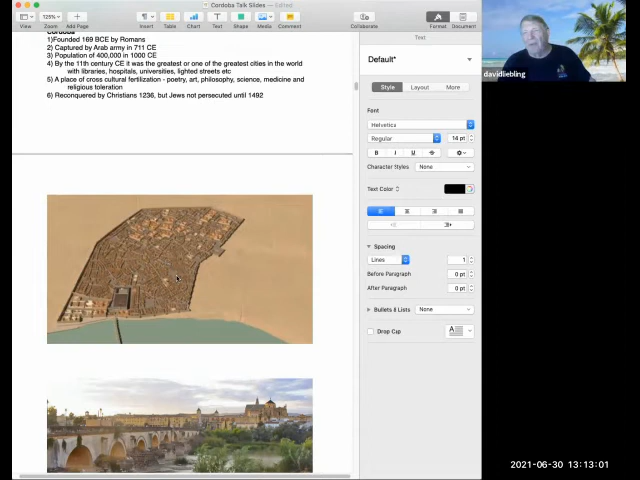 Cordoba Talk Slides — Edited
125%
View
Zoom
Add Page
Insert
Table
Chart
Text
Shape
Media
Comment
Collaborate
Format
Document
Cordoba
1)Founded 169 BCE by Romans
2) Captured by Arab army in 711 CE
3) Population of 400,000 in 1000 CE
4) By the 11th century CE it was the greatest or one of the greatest cities in the world
with libraries, hospitals, universities, lighted streets etc
5) A place of cross cultural fertilization - poetry, art, philosophy, science, medicine and
religious toleration
6) Reconquered by Christians 1236, but Jews not persecuted until 1492
Text
Default*
Style
Layout
More
Font
Helvetica
Regular
14 pt
B I U S
Character Styles
None
Text Color
Spacing
Lines
1
Before Paragraph
0 pt
After Paragraph
0 pt
Bullets & Lists
None
Drop Cap
A
davidliebling
2021-06-30 13:13:01